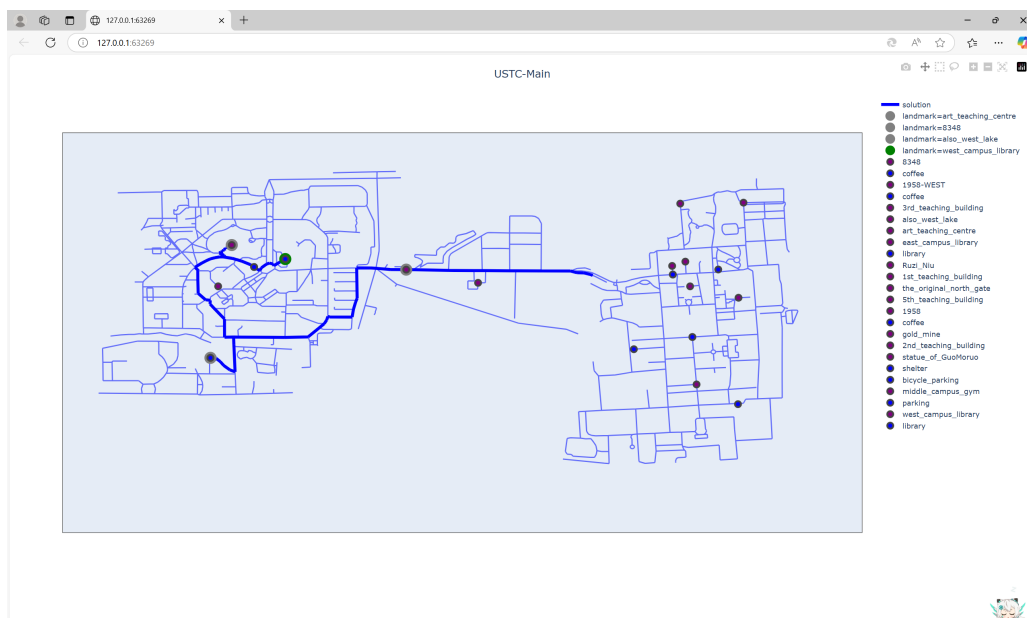 127.0.0.1:63269
127.0.0.1:63269
USTC-Main
solution
landmark=art_teaching_centre
landmark=8348
landmark=also_west_lake
landmark=west_campus_library
8348
coffee
1958-WEST
coffee
3rd_teaching_building
also_west_lake
art_teaching_centre
east_campus_library
library
Ruzi_Niu
1st_teaching_building
the_original_north_gate
5th_teaching_building
1958
coffee
gold_mine
2nd_teaching_building
statue_of_GuoMoruo
shelter
bicycle_parking
middle_campus_gym
parking
west_campus_library
library